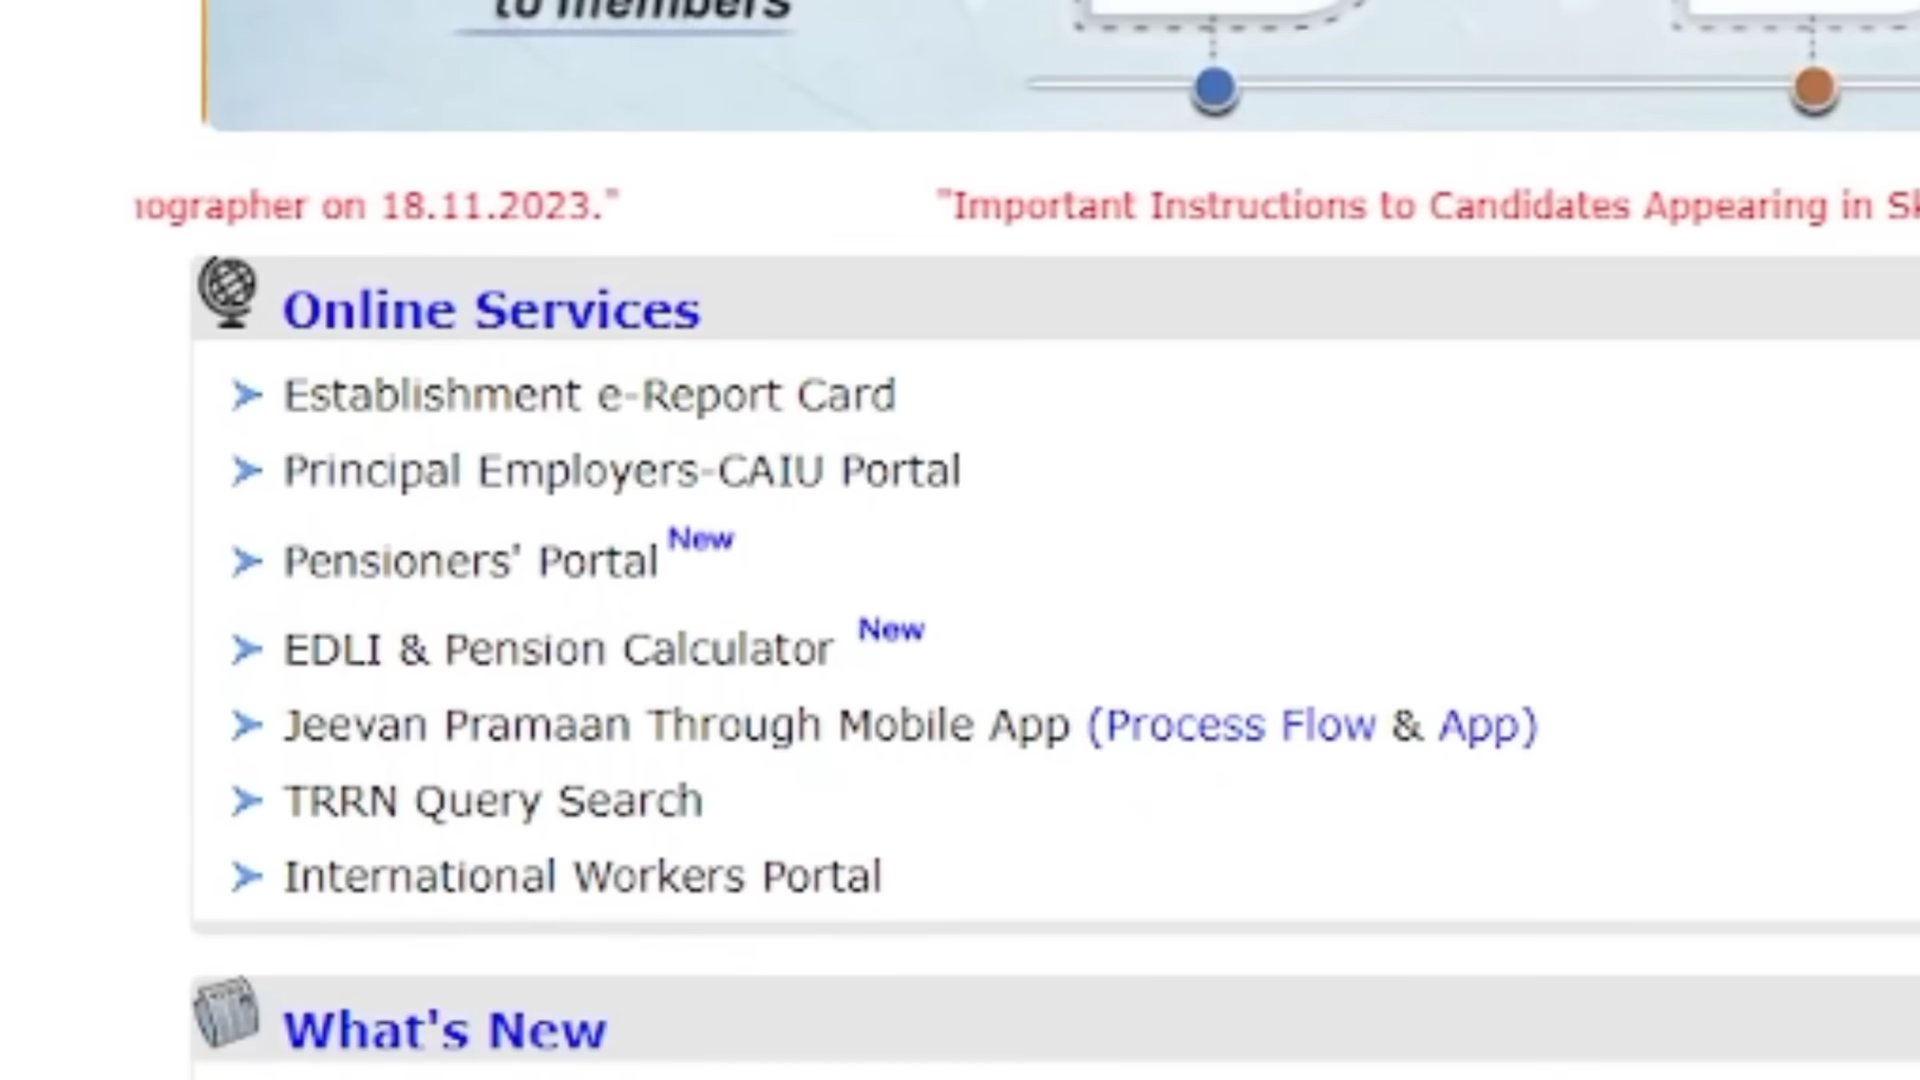 to members
ographer on 18.11.2023." "Important Instructions to Candidates Appearing in
Online Services
Establishment e-Report Card
Principal Employers-CAIU Portal
Pensioners' Portal New
EDLI & Pension Calculator New
Jeevan Pramaan Through Mobile App (Process Flow & App)
TRRN Query Search
International Workers Portal
What's New